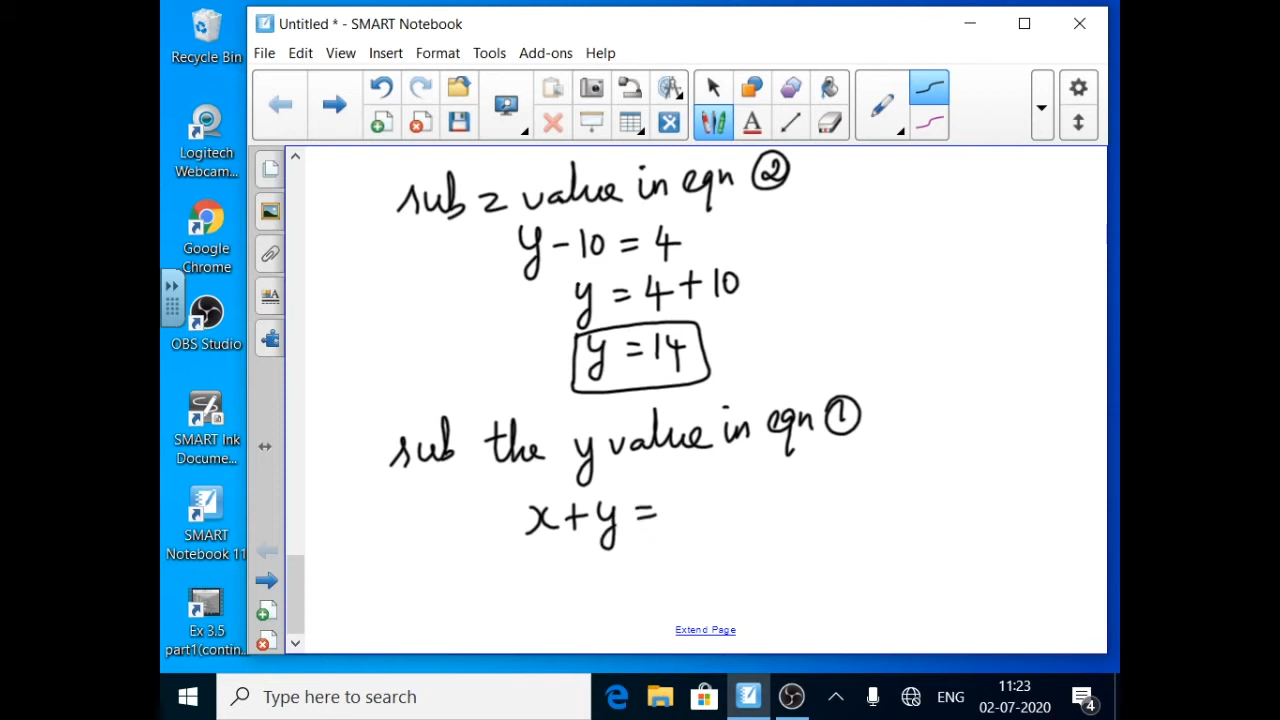 Recycle Bin
Logitech
Webcam...
Google
Chrome
OBS Studio
SMART Ink
Docume...
SMART
Notebook 11
Ex 3.5
part1(contin...
Untitled * - SMART Notebook
File Edit View Insert Format Tools Add-ons Help
sub z value in eqn ②
y - 10 = 4
y = 4 + 10
y = 14
sub the y value in eqn ①
x + y =
Extend Page
Type here to search
ENG
11:23
02-07-2020
4